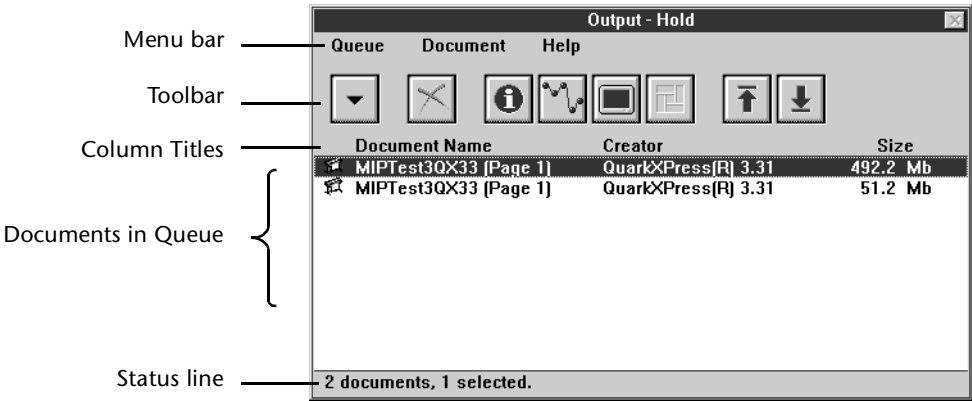 Output - Hold
Menu bar
Queue Document Help
Toolbar
Column Titles
Document Name Creator Size
MIPTest3QX33 (Page 1) QuarkXPress(R) 3.31 492.2 Mb
MIPTest3QX33 (Page 1) QuarkXPress(R) 3.31 51.2 Mb
Documents in Queue
Status line
2 documents, 1 selected.